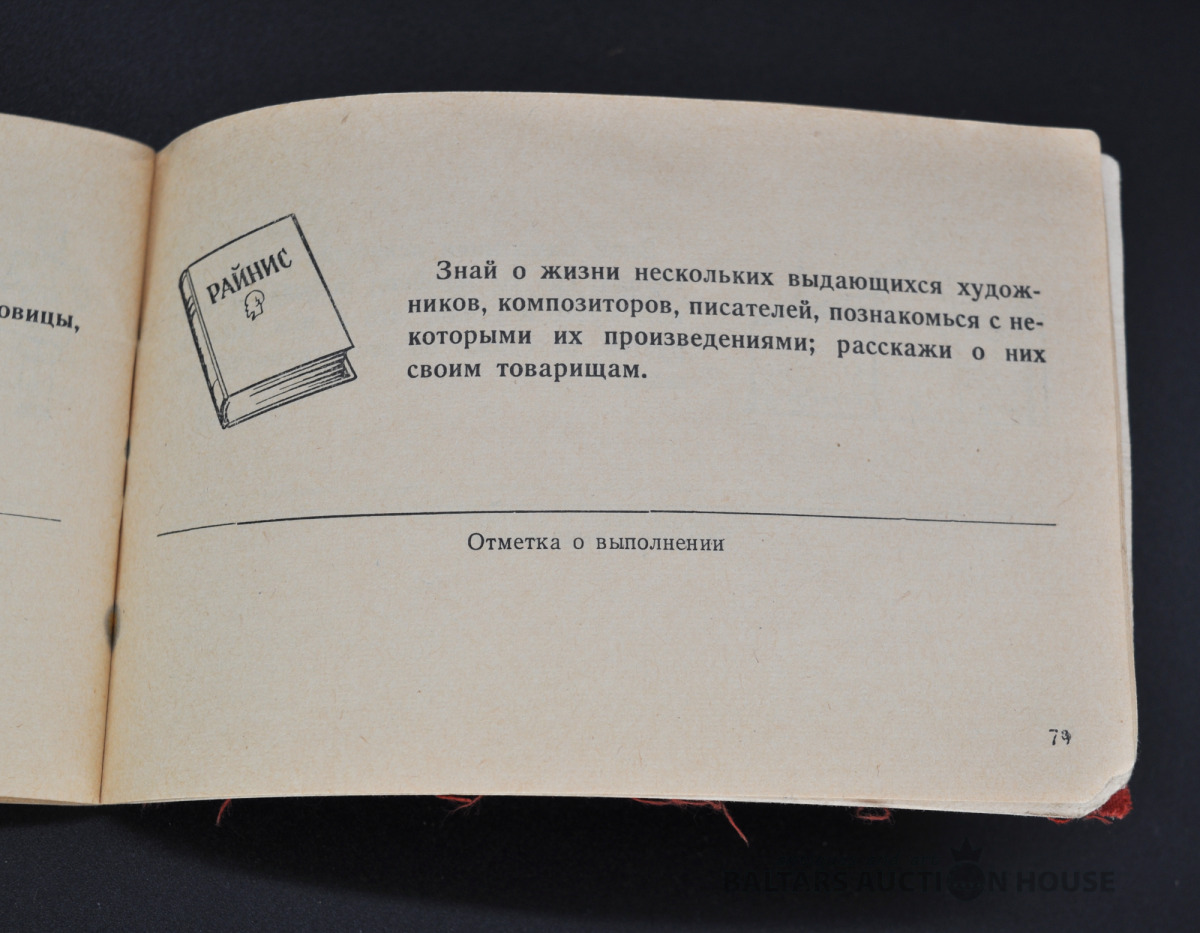 овицы,
РАЙНИС
Знай о жизни нескольких выдающихся худож-
ников, композиторов, писателей, познакомься с не-
которыми их произведениями; расскажи о них
своим товарищам.
Отметка о выполнении
BALTARS AUCTION HOUSE